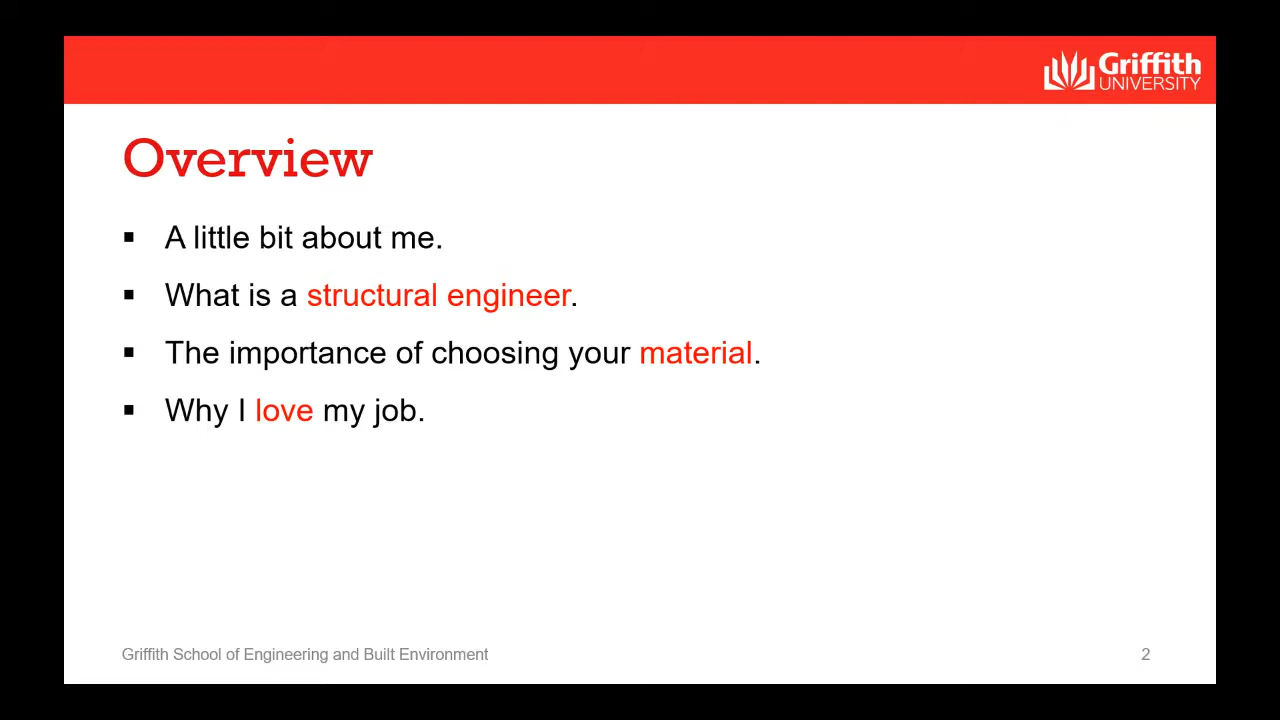 Griffith
UNIVERSITY
Overview
A little bit about me.
What is a structural engineer.
The importance of choosing your material.
Why I love my job.
Griffith School of Engineering and Built Environment
2